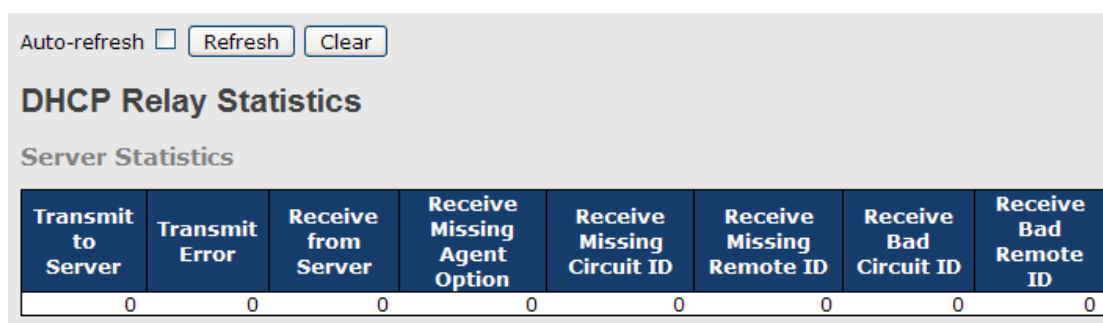 Auto-refresh Refresh Clear
DHCP Relay Statistics
Server Statistics
Transmit to Server Transmit Error Receive from Server Receive Missing Agent Option Receive Missing Circuit ID Receive Missing Remote ID Receive Bad Circuit ID Receive Bad Remote ID
0 0 0 0 0 0 0 0